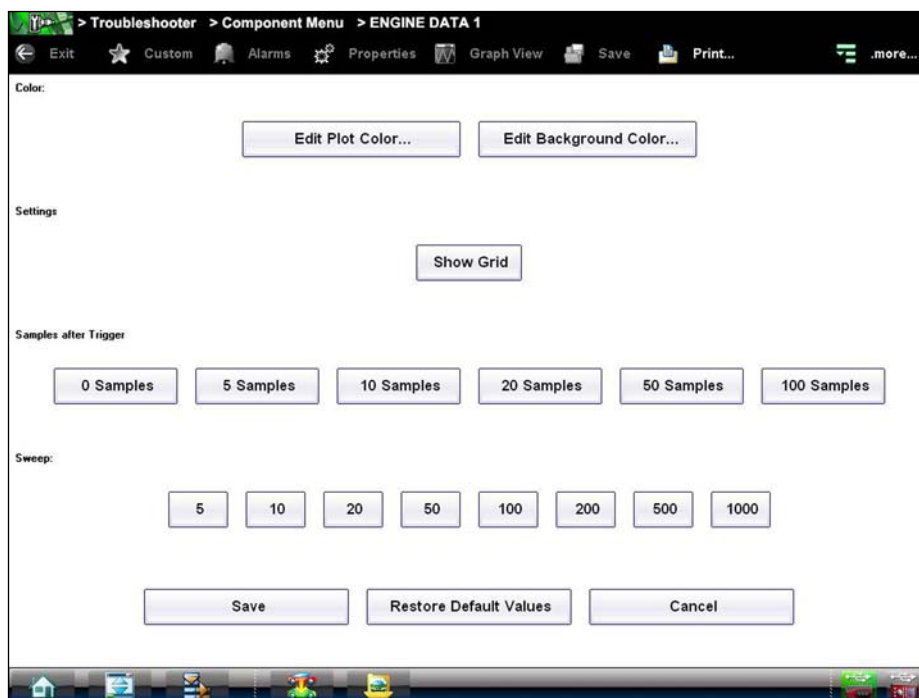 > Troubleshooter > Component Menu > ENGINE DATA 1
Exit Custom Alarms Properties Graph View Save Print... .more...
Color:
Edit Plot Color... Edit Background Color...
Settings
Show Grid
Samples after Trigger
0 Samples 5 Samples 10 Samples 20 Samples 50 Samples 100 Samples
Sweep:
5 10 20 50 100 200 500 1000
Save Restore Default Values Cancel